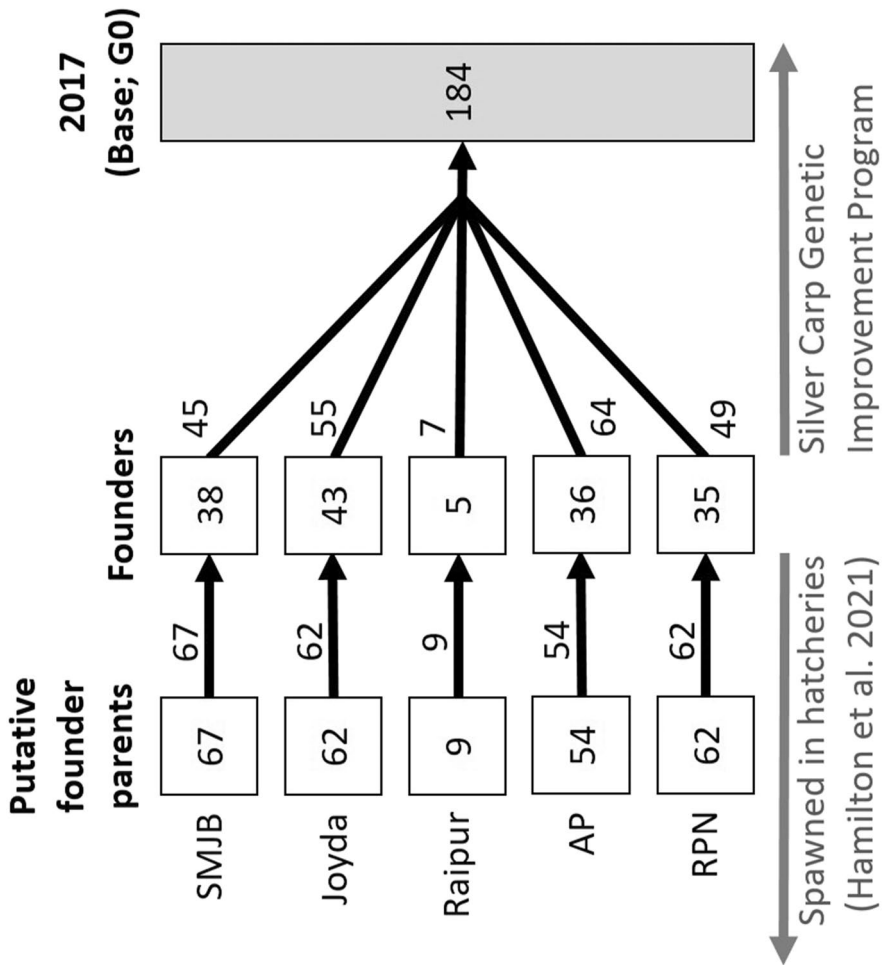 Putative
founder
parents
Founders
2017
(Base; G0)
SMJB
67
67
38
45
Joyda
62
62
43
55
Raipur
9
9
5
7
184
AP
54
54
36
64
RPN
62
62
35
49
Spawned in hatcheries
(Hamilton et al. 2021)
Silver Carp Genetic
Improvement Program